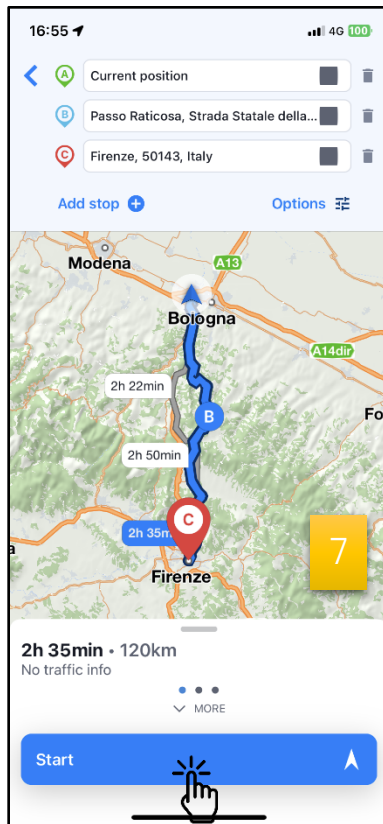 16:55
4G 100
A
Current position
B
Passo Raticosa, Strada Statale della...
C
Firenze, 50143, Italy
Add stop
Options
A13
Modena
Bologna
A14dir
2h 22min
B
Fo
2h 50min
C
2h 35m
7
a
Firenze
2h 35min • 120km
No traffic info
MORE
Start